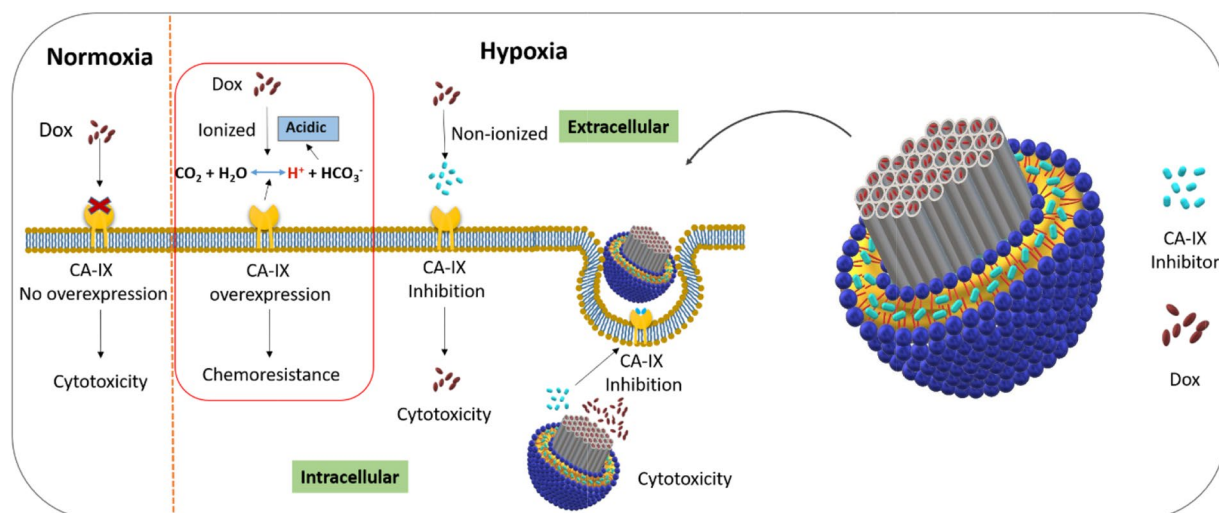 Normoxia
Hypoxia
Dox
CA-IX
No overexpression
Cytotoxicity
Dox
Ionized
Acidic
CO₂ + H₂O H⁺ + HCO₃⁻
CA-IX
overexpression
Chemoresistance
Non-ionized
Extracellular
CA-IX
Inhibition
Cytotoxicity
CA-IX
Inhibition
Cytotoxicity
Intracellular
CA-IX
Inhibitor
Dox